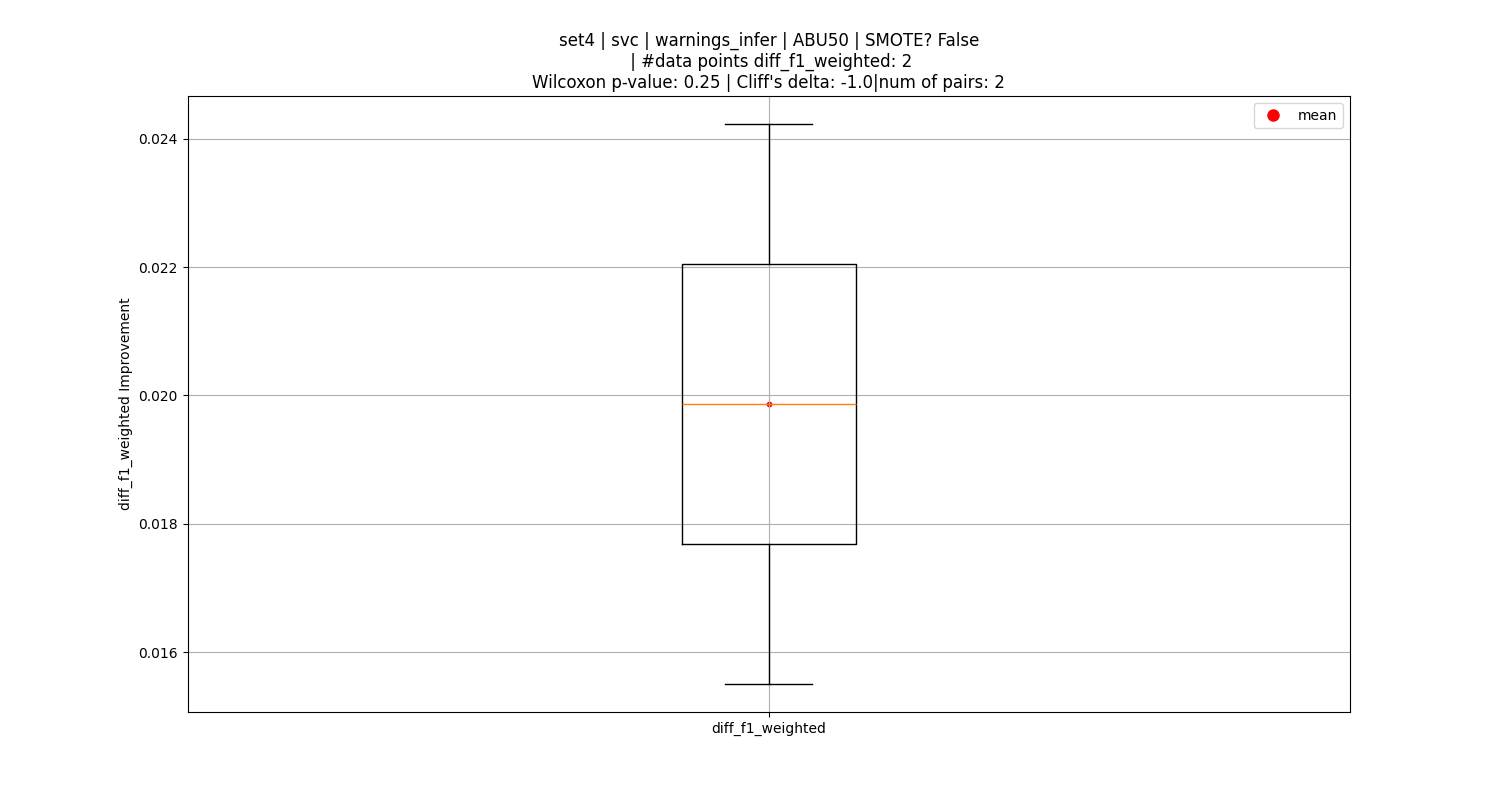 set4 | svc | warnings_infer | ABU50 | SMOTE? False
| #data points diff_f1_weighted: 2
Wilcoxon p-value: 0.25 | Cliff's delta: -1.0|num of pairs: 2
mean
0.024
0.022
0.020
0.018
0.016
diff_f1_weighted Improvement
diff_f1_weighted